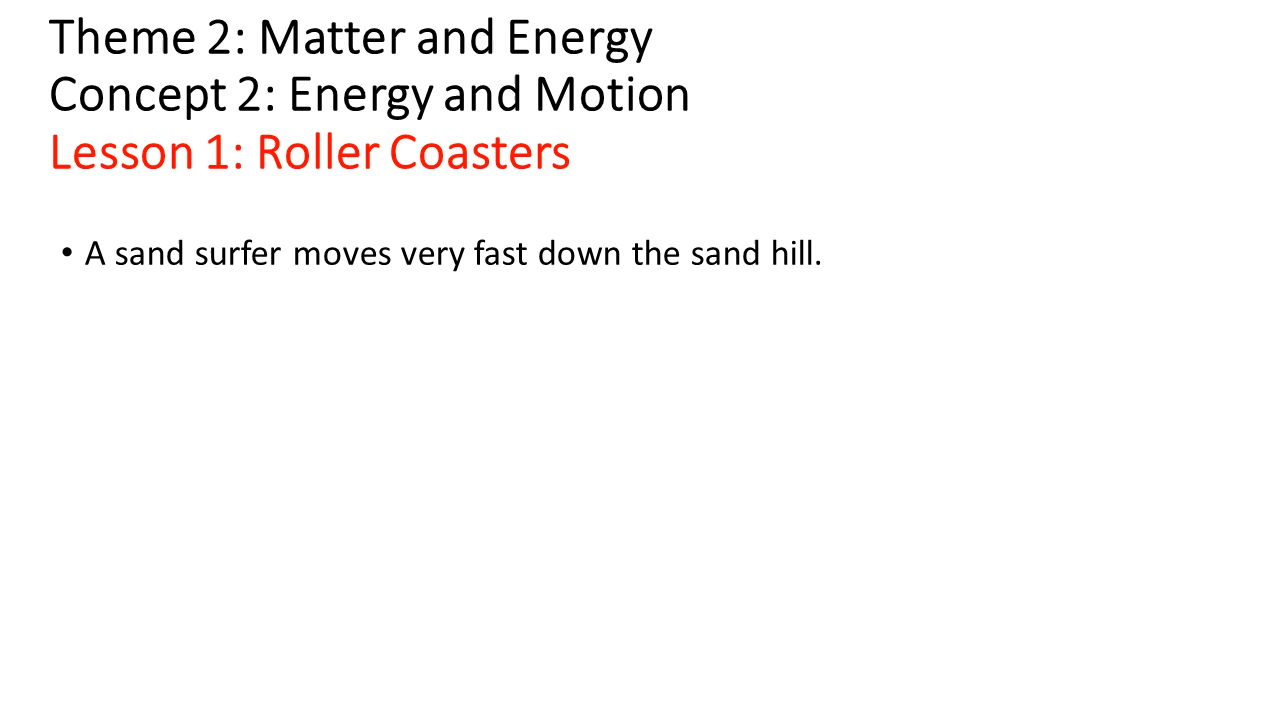 Theme 2: Matter and Energy
Concept 2: Energy and Motion
Lesson 1: Roller Coasters
• A sand surfer moves very fast down the sand hill.